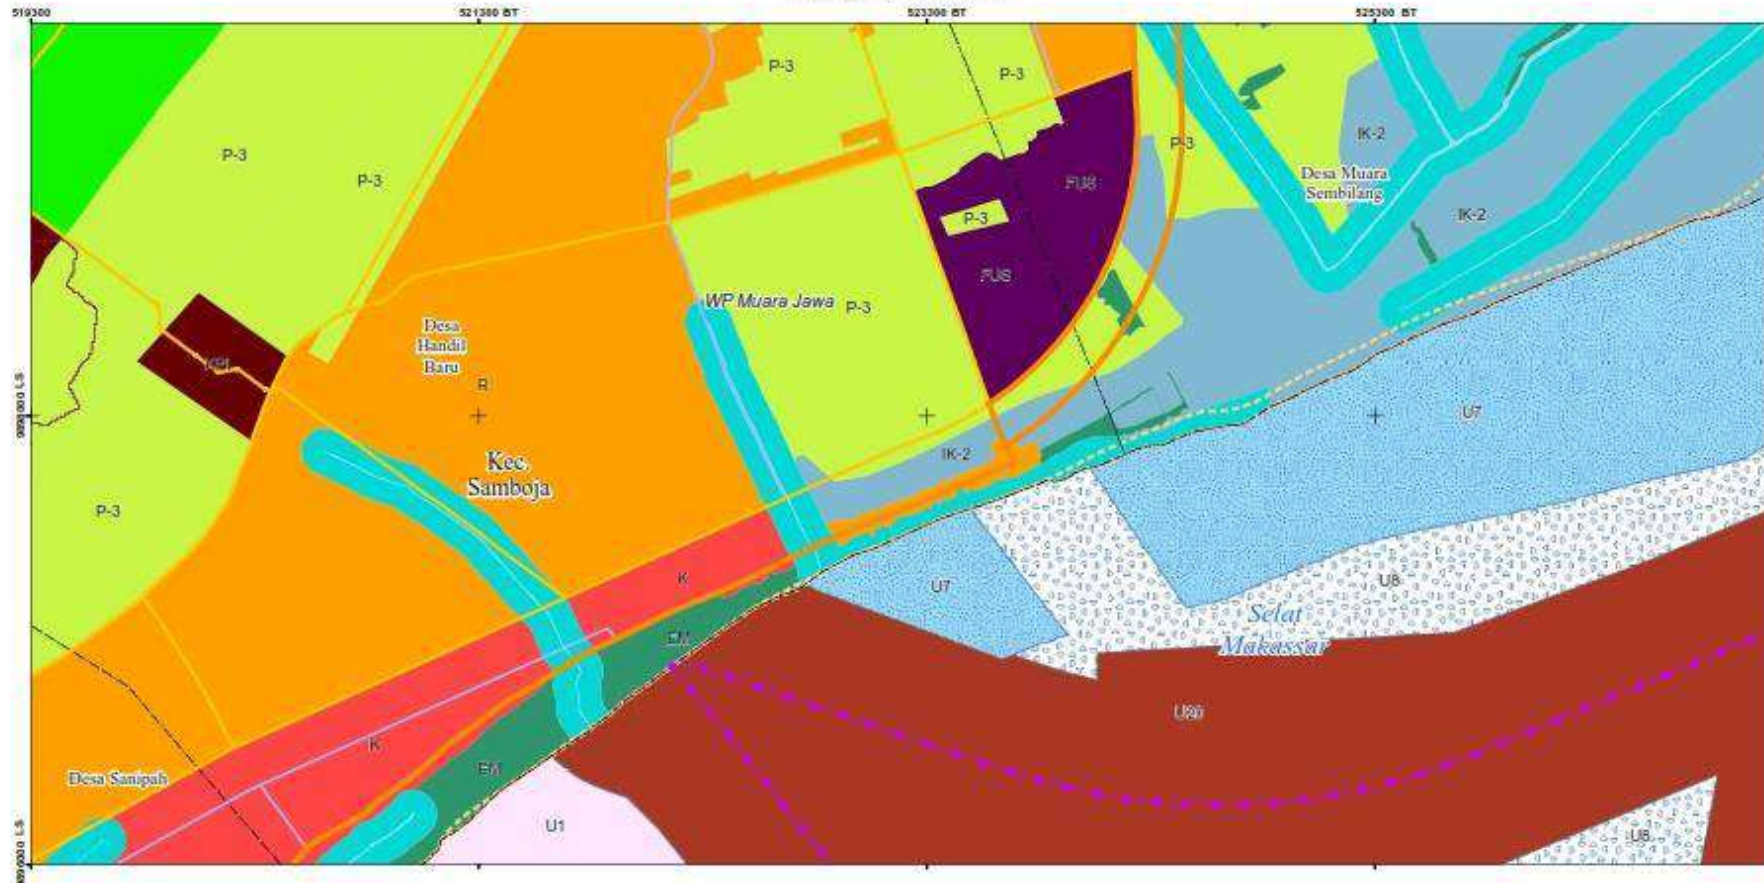 519300
521300 BT
523300 BT
525300 BT
P-3
P-3
P-3
IK-2
P-3
P-3
P-3
Desa Muara
Sembilang
FUS
P-3
IK-2
FUS
WP Muara Jawa
P-3
Desa
Handil
Baru
KPI
R
U7
IK-2
Kec.
Samboja
P-3
K
U7
U8
Selat
Makassar
EM
U20
K
EM
Desa Sanipah
U1
U8